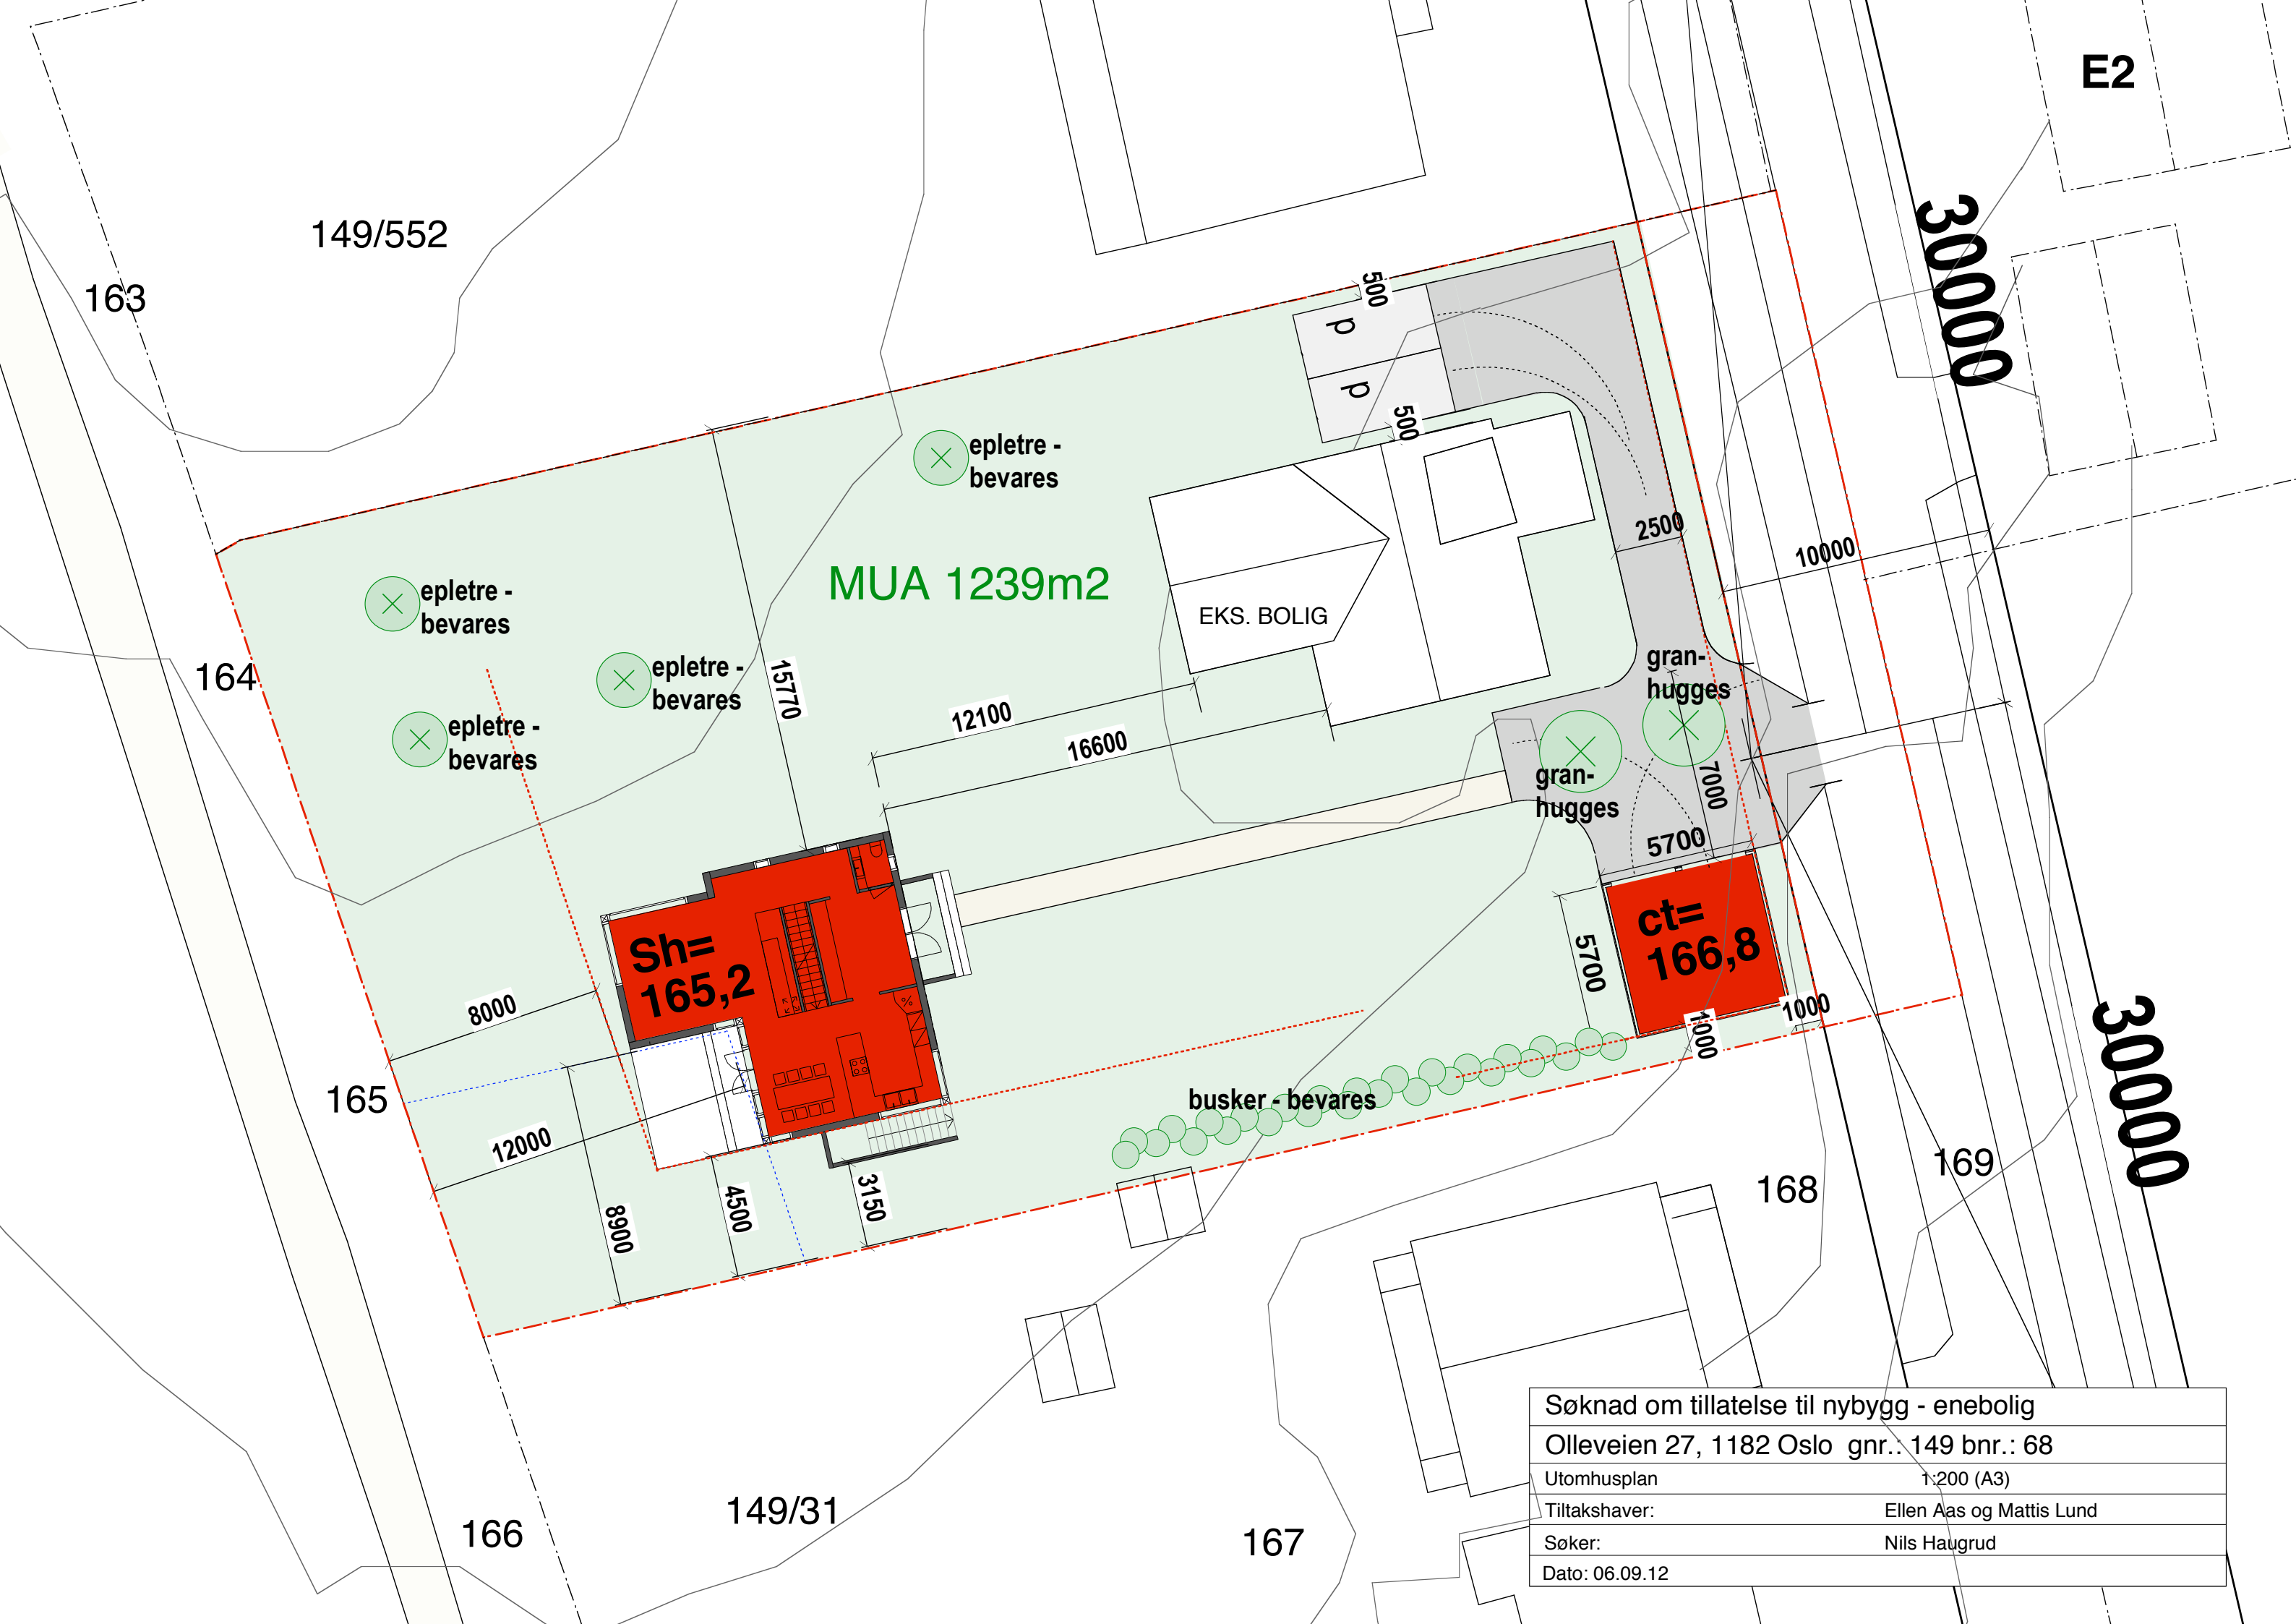 E2
149/552
30000
163
500
p
p
500
epletre -
bevares
2500
10000
MUA 1239m2
epletre -
bevares
EKS. BOLIG
164
epletre -
bevares
gran-
hugges
15770
12100
epletre -
bevares
16600
gran-
hugges
7000
5700
Sh=
165,2
ct=
166,8
%
5700
8000
1000
1000
30000
165
busker - bevares
12000
4500
3150
8900
169
168
149/31
166
167
Søknad om tillatelse til nybygg - enebolig
Olleveien 27, 1182 Oslo gnr.: 149 bnr.: 68
Utomhusplan 1:200 (A3)
Tiltakshaver: Ellen Aas og Mattis Lund
Søker: Nils Haugrud
Dato: 06.09.12